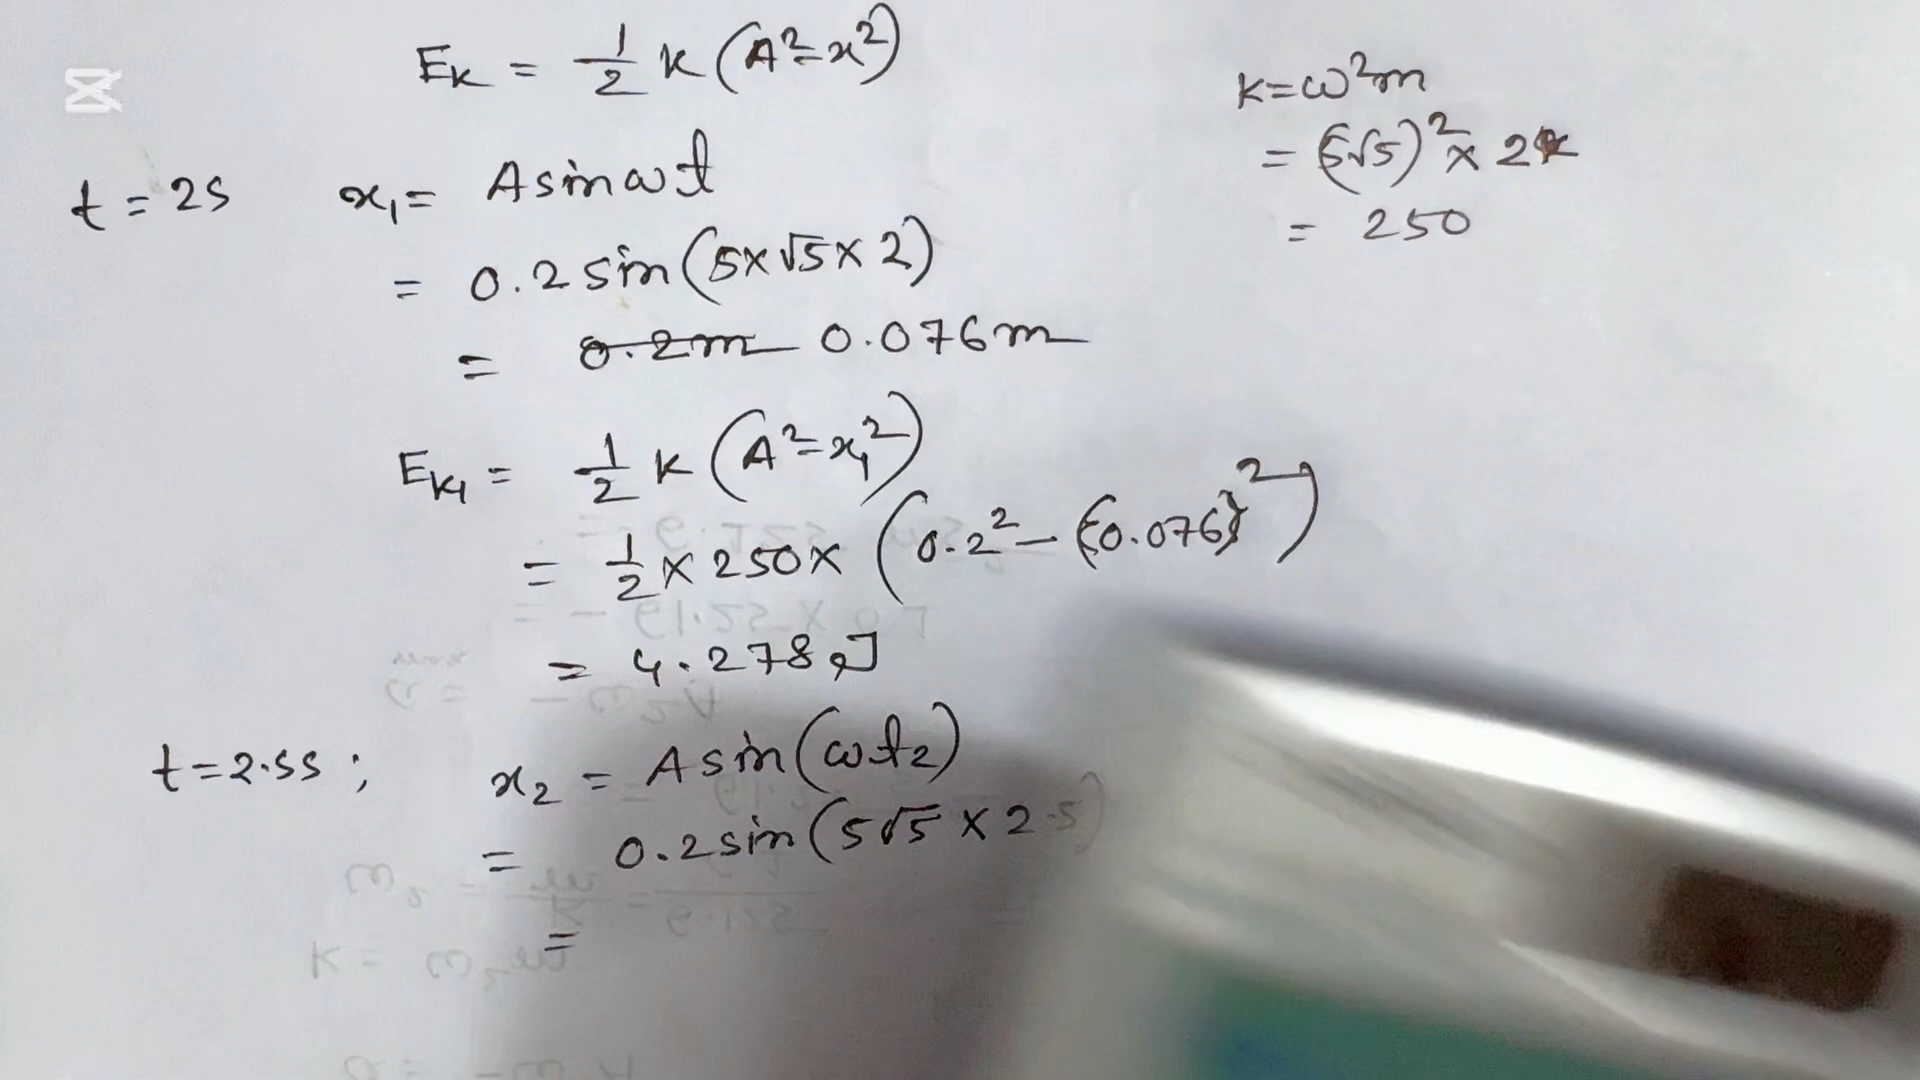 E_K = 1/2 K (A² - x²)
K = ω²m
= (5√5)² × 2
= 250
t = 2s x₁ = A sin ωt
= 0.2 sin (5 × √5 × 2)
= 0.2m 0.076m
E_K₁ = 1/2 K (A² - x₁²)
= 1/2 × 250 × (0.2² - (0.076)²)
= 4.278 J
t = 2.5s ; x₂ = A sin (ωt₂)
= 0.2 sin (5√5 × 2.5)
=